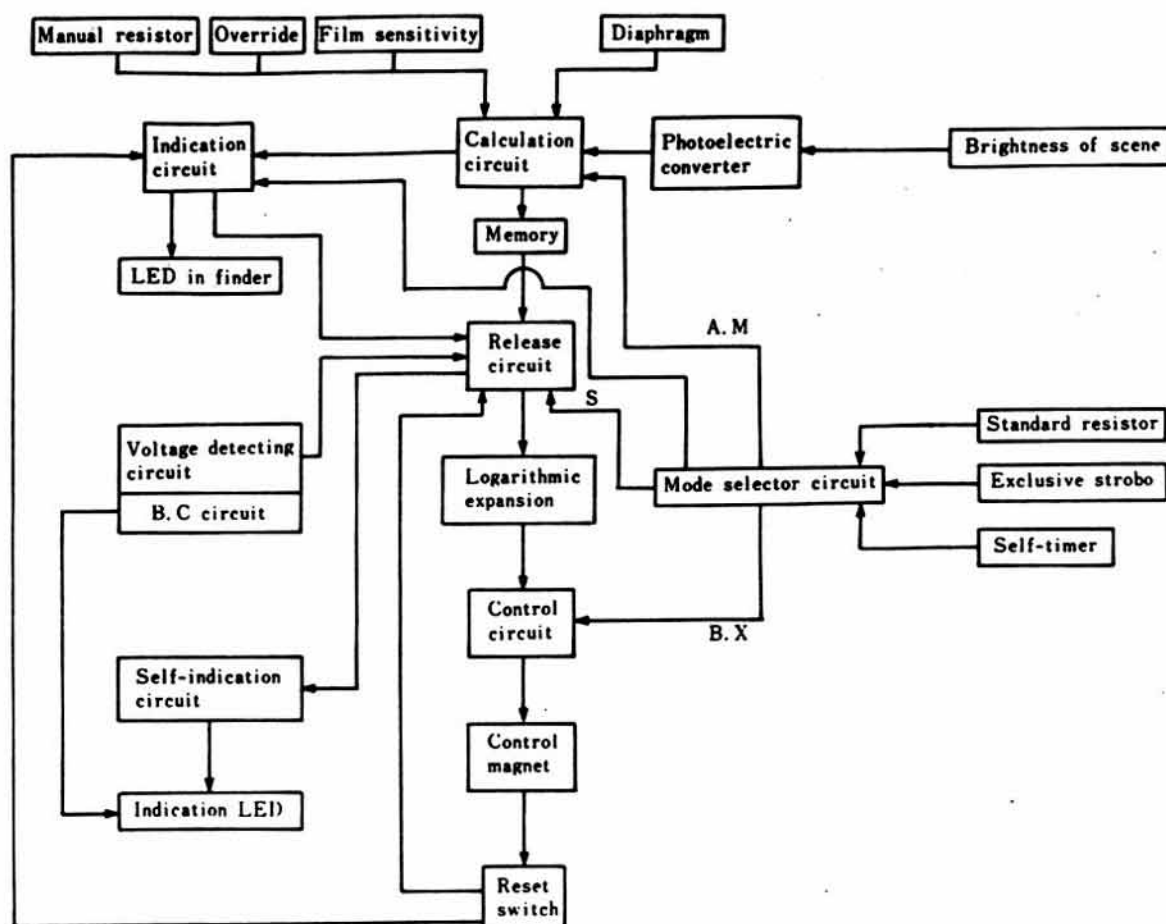 Manual resistor
Override
Film sensitivity
Diaphragm
Indication
circuit
Calculation
circuit
Photoelectric
converter
Brightness of scene
Memory
LED in finder
A.M
Release
circuit
S
Standard resistor
Voltage detecting
circuit
Logarithmic
expansion
Mode selector circuit
Exclusive strobo
B.C circuit
Self-timer
Control
circuit
B.X
Self-indication
circuit
Control
magnet
Indication LED
Reset
switch